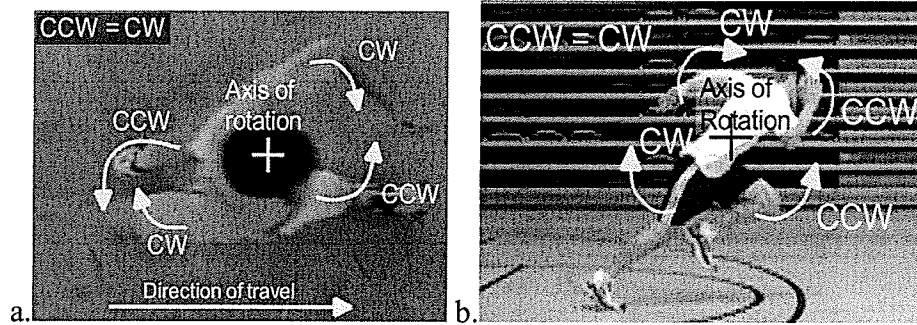 CCW = CW
CW
Axis of
rotation
CCW
CCW
CW
Direction of travel
a.
CCW = CW
CW
Axis of
Rotation
CCW
CW
CCW
b.